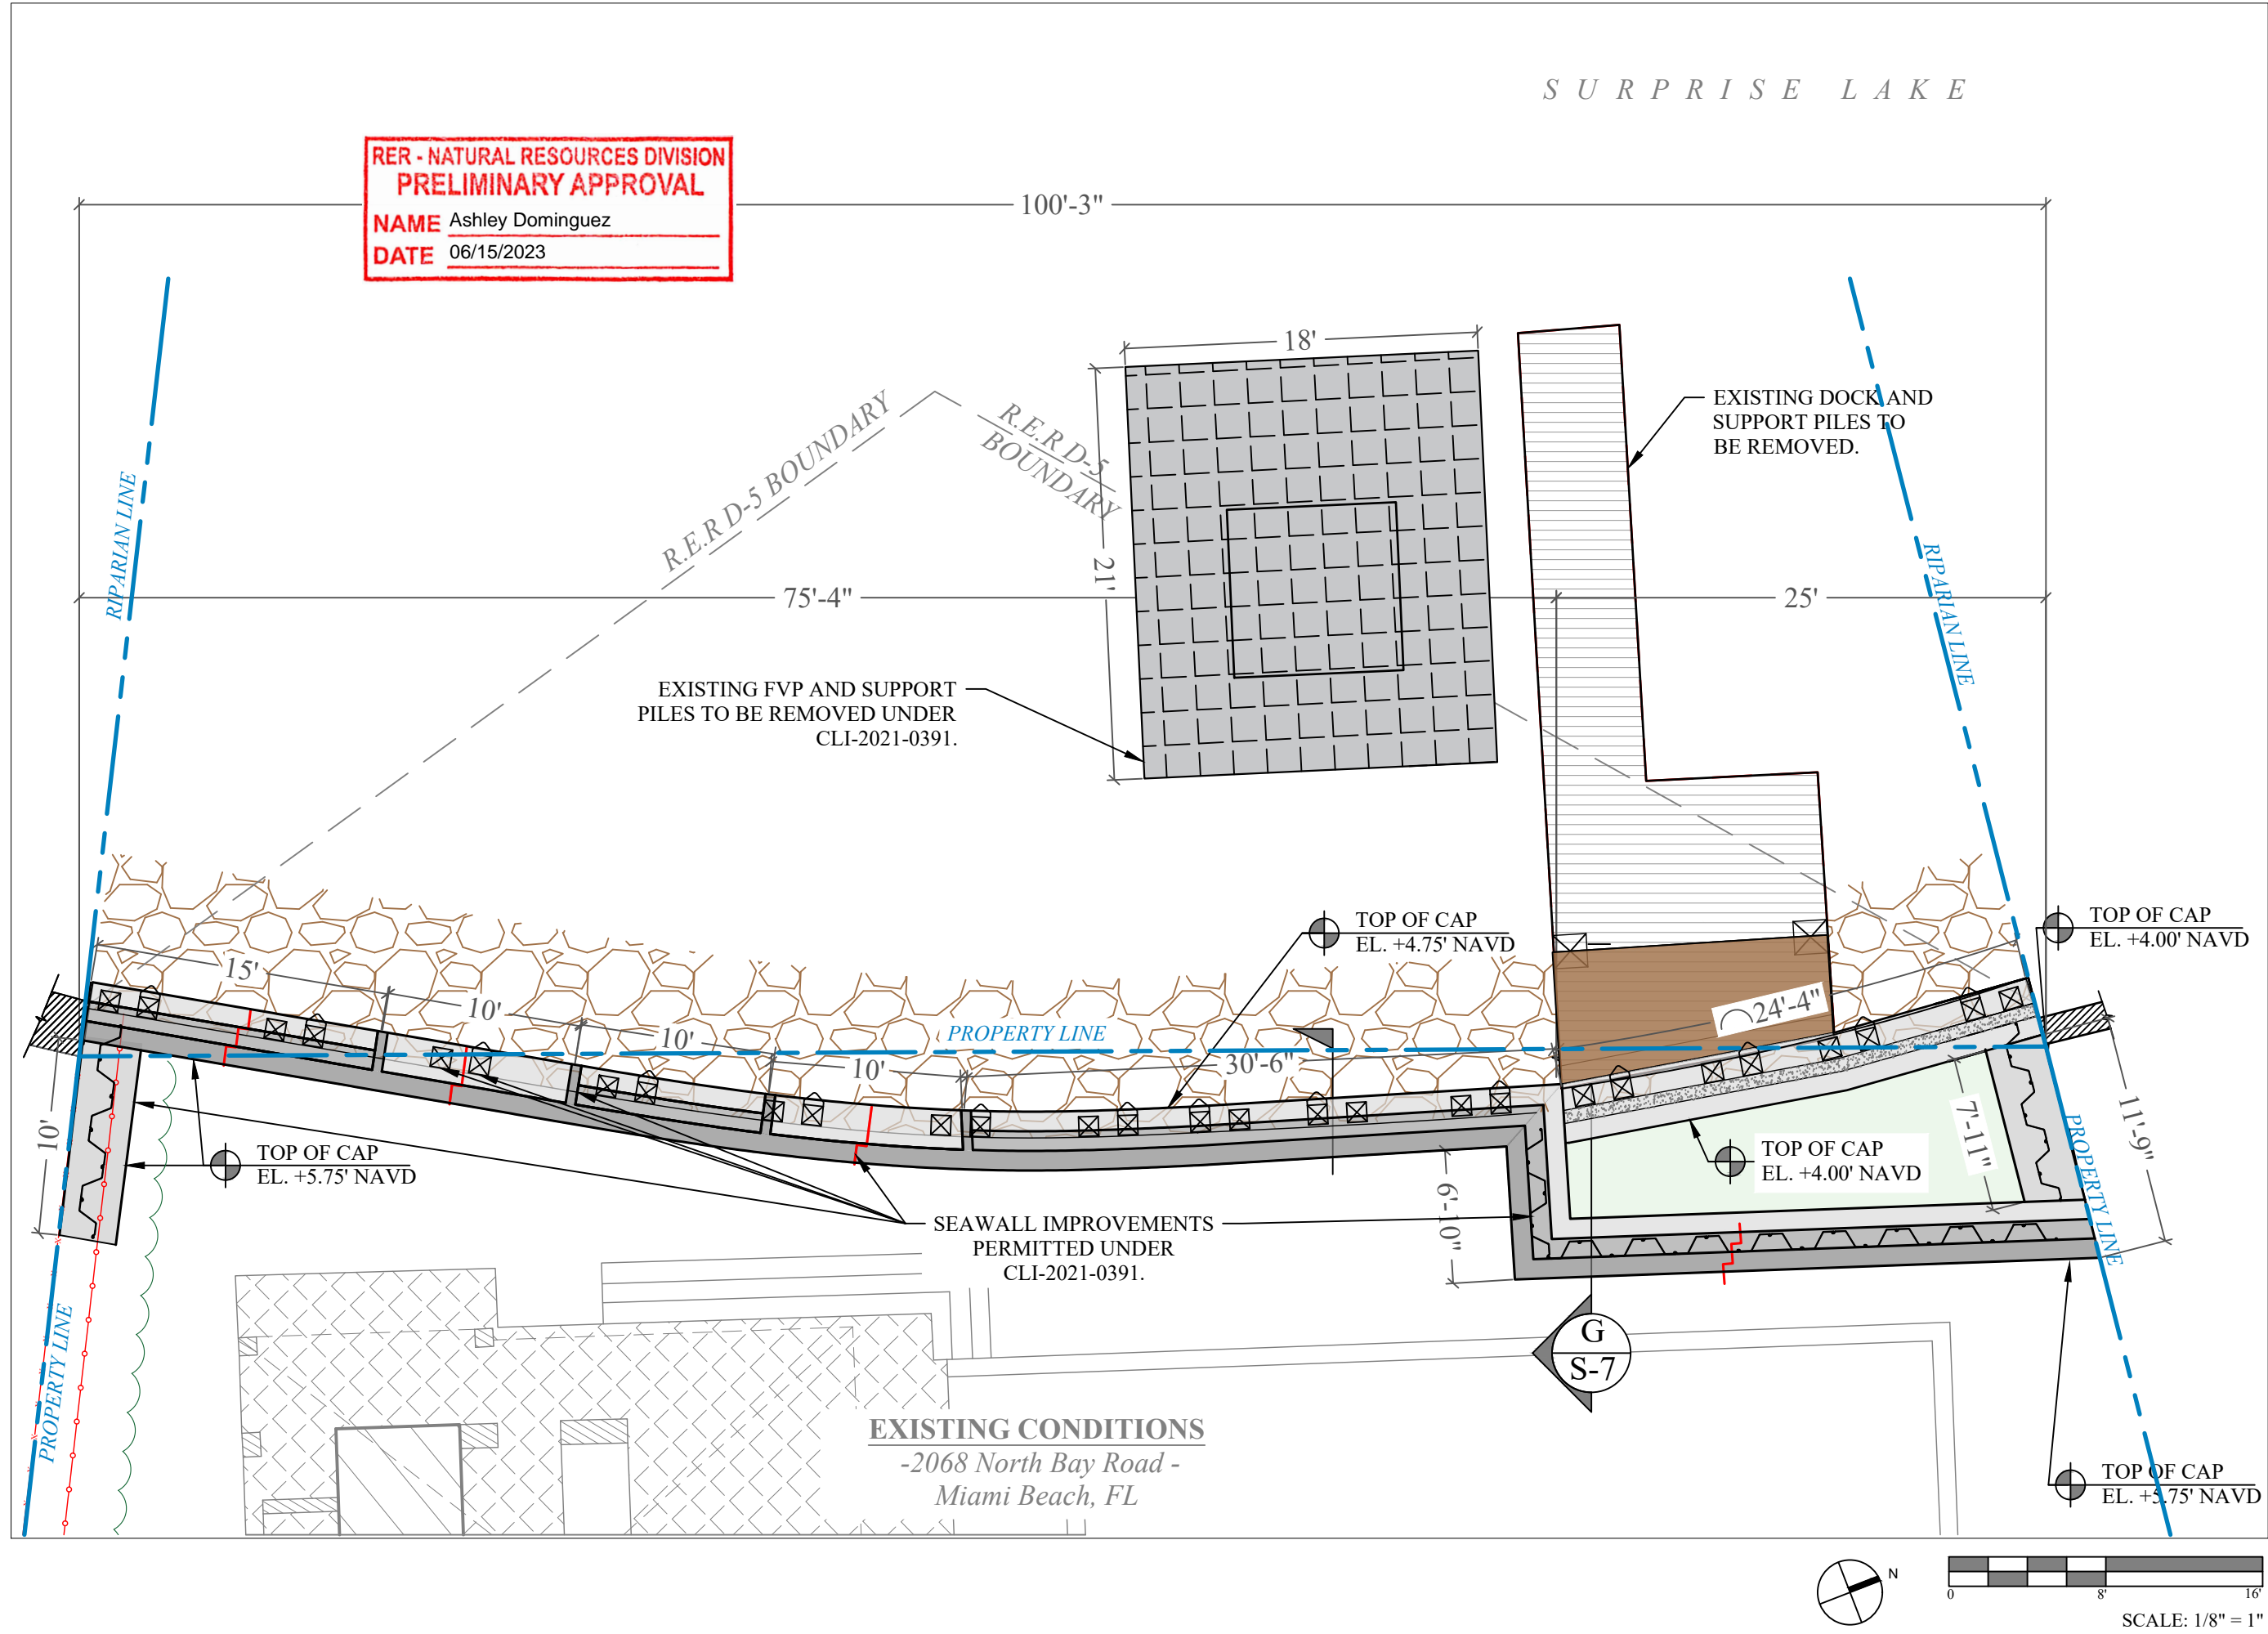 SURPRISE LAKE
RER - NATURAL RESOURCES DIVISION
PRELIMINARY APPROVAL
NAME Ashley Dominguez
DATE 06/15/2023
100'-3"
18'
EXISTING DOCK AND
SUPPORT PILES TO
BE REMOVED.
R.E.R D-5 BOUNDARY
R.E.R D-5
BOUNDARY
RIPARIAN LINE
RIPARIAN LINE
21'
75'-4"
25'
EXISTING FVP AND SUPPORT
PILES TO BE REMOVED UNDER
CLI-2021-0391.
TOP OF CAP
EL. +4.75' NAVD
TOP OF CAP
EL. +4.00' NAVD
15'
10'
10'
10'
30'-6"
24'-4"
PROPERTY LINE
10'
TOP OF CAP
EL. +5.75' NAVD
TOP OF CAP
EL. +4.00' NAVD
7'-11"
11'-9"
PROPERTY LINE
6'-10"
SEAWALL IMPROVEMENTS
PERMITTED UNDER
CLI-2021-0391.
G
S-7
PROPERTY LINE
EXISTING CONDITIONS
-2068 North Bay Road -
Miami Beach, FL
TOP OF CAP
EL. +5.75' NAVD
N
0 8' 16'
SCALE: 1/8" = 1"